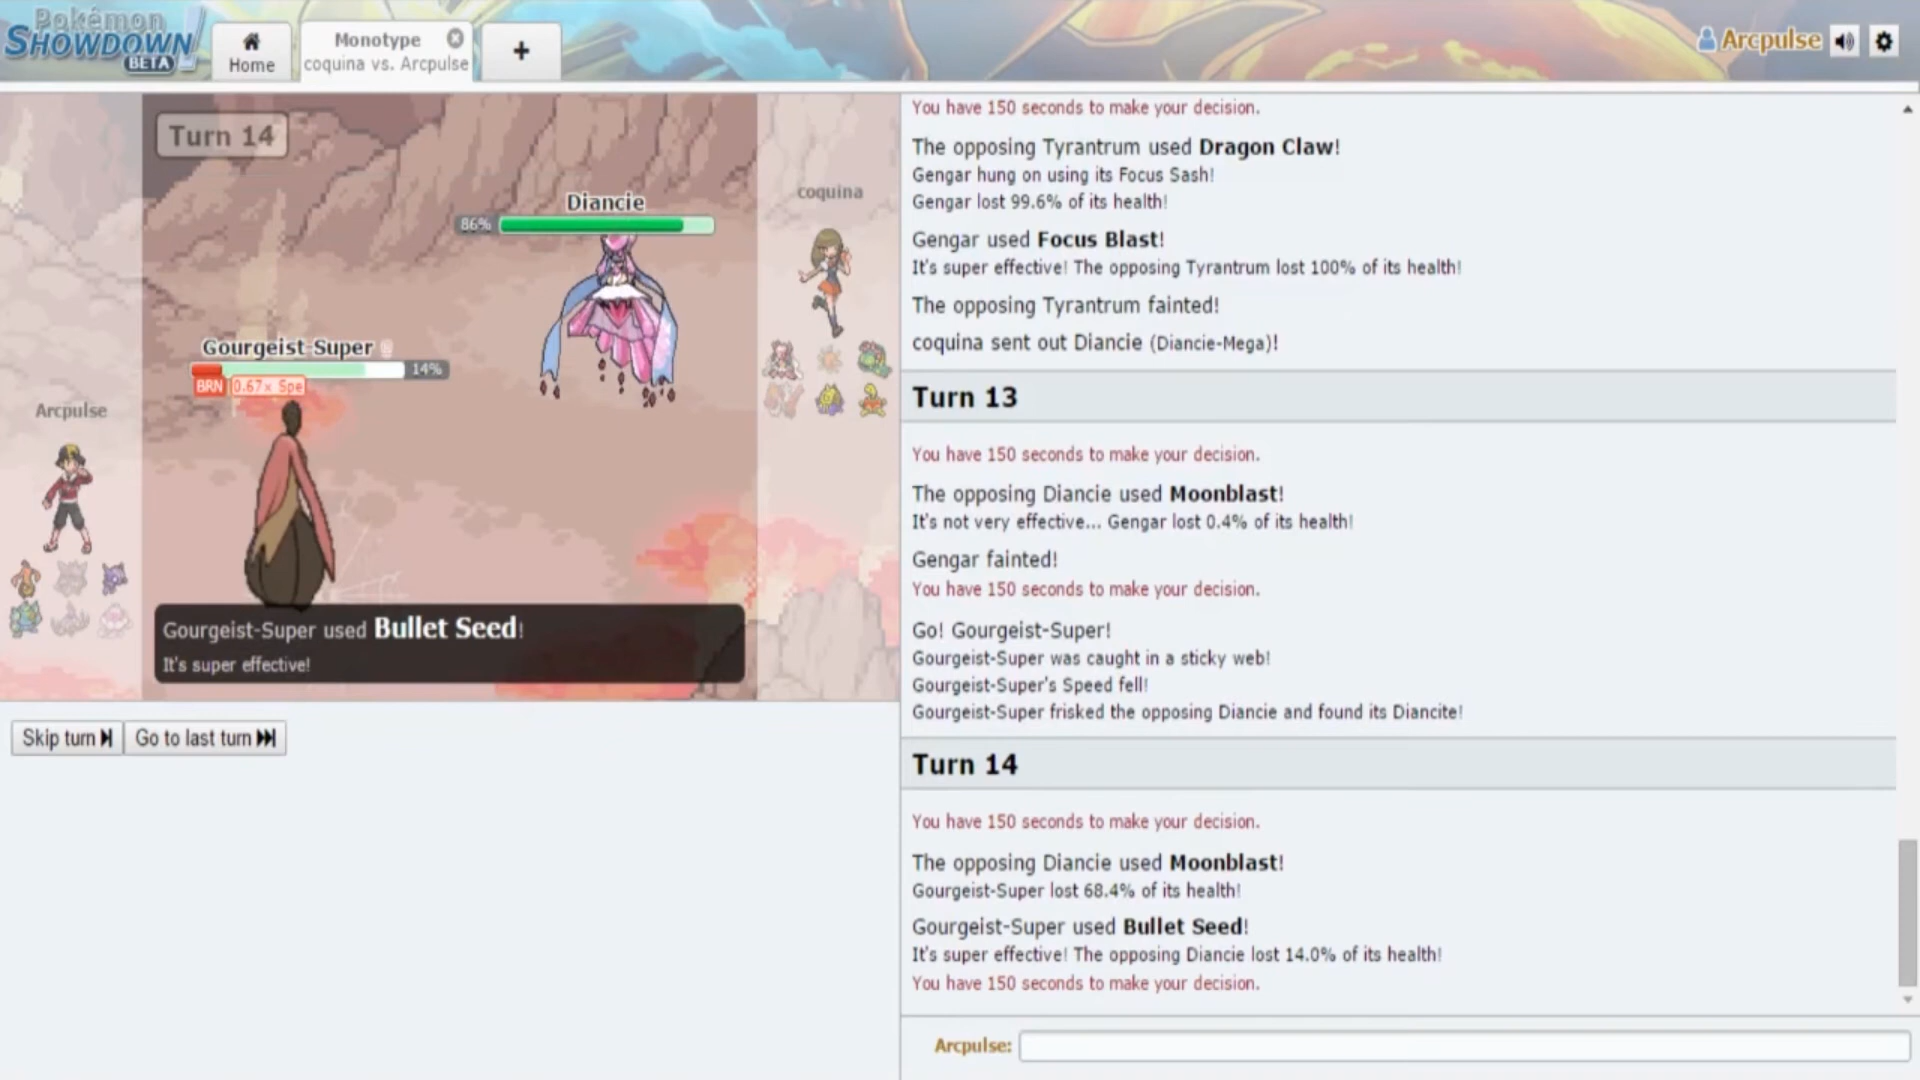 Pokémon
SHOWDOWN!
BETA
Home
Monotype
coquina vs. Arcpulse
+
Arcpulse
Turn 14
Diancie
86%
coquina
Gourgeist-Super
14%
BRN 0.67x Spe
Arcpulse
Gourgeist-Super used Bullet Seed!
It's super effective!
Skip turn
Go to last turn
You have 150 seconds to make your decision.
The opposing Tyrantrum used Dragon Claw!
Gengar hung on using its Focus Sash!
Gengar lost 99.6% of its health!
Gengar used Focus Blast!
It's super effective! The opposing Tyrantrum lost 100% of its health!
The opposing Tyrantrum fainted!
coquina sent out Diancie (Diancie-Mega)!
Turn 13
You have 150 seconds to make your decision.
The opposing Diancie used Moonblast!
It's not very effective... Gengar lost 0.4% of its health!
Gengar fainted!
You have 150 seconds to make your decision.
Go! Gourgeist-Super!
Gourgeist-Super was caught in a sticky web!
Gourgeist-Super's Speed fell!
Gourgeist-Super frisked the opposing Diancie and found its Diancite!
Turn 14
You have 150 seconds to make your decision.
The opposing Diancie used Moonblast!
Gourgeist-Super lost 68.4% of its health!
Gourgeist-Super used Bullet Seed!
It's super effective! The opposing Diancie lost 14.0% of its health!
You have 150 seconds to make your decision.
Arcpulse: